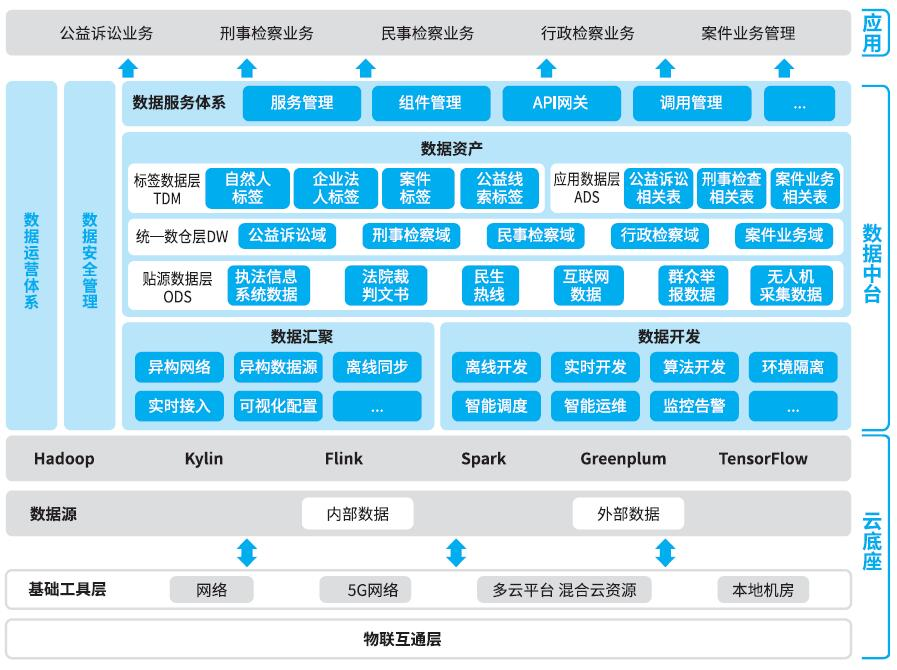 公益诉讼业务 刑事检察业务 民事检察业务 行政检察业务 案件业务管理
应用
数据服务体系 服务管理 组件管理 API网关 调用管理 ...
数据运营体系
数据安全管理
数据中台
数据资产
标签数据层
TDM
自然人
标签
企业法
人标签
案件
标签
公益线
索标签
应用数据层
ADS
公益诉讼
相关表
刑事检查
相关表
案件业务
相关表
统一数仓层DW 公益诉讼域 刑事检察域 民事检察域 行政检察域 案件业务域
贴源数据层
ODS
执法信息
系统数据
法院裁
判文书
民生
热线
互联网
数据
群众举
报数据
无人机
采集数据
数据汇聚
异构网络 异构数据源 离线同步
实时接入 可视化配置 ...
数据开发
离线开发 实时开发 算法开发 环境隔离
智能调度 智能运维 监控告警 ...
Hadoop Kylin Flink Spark Greenplum TensorFlow
云底座
数据源 内部数据 外部数据
基础工具层 网络 5G网络 多云平台 混合云资源 本地机房
物联互通层